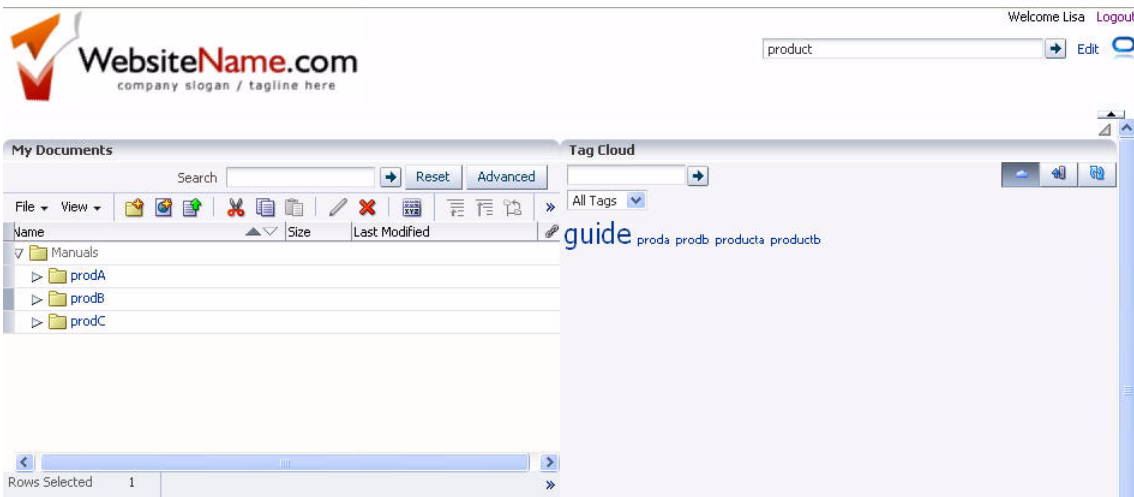 Welcome Lisa Logout
WebsiteName.com
company slogan / tagline here
product
Edit
My Documents
Search Reset Advanced
File View
Name Size Last Modified
Manuals
prodA
prodB
prodC
Rows Selected 1
Tag Cloud
All Tags
guide proda prodb producta productb